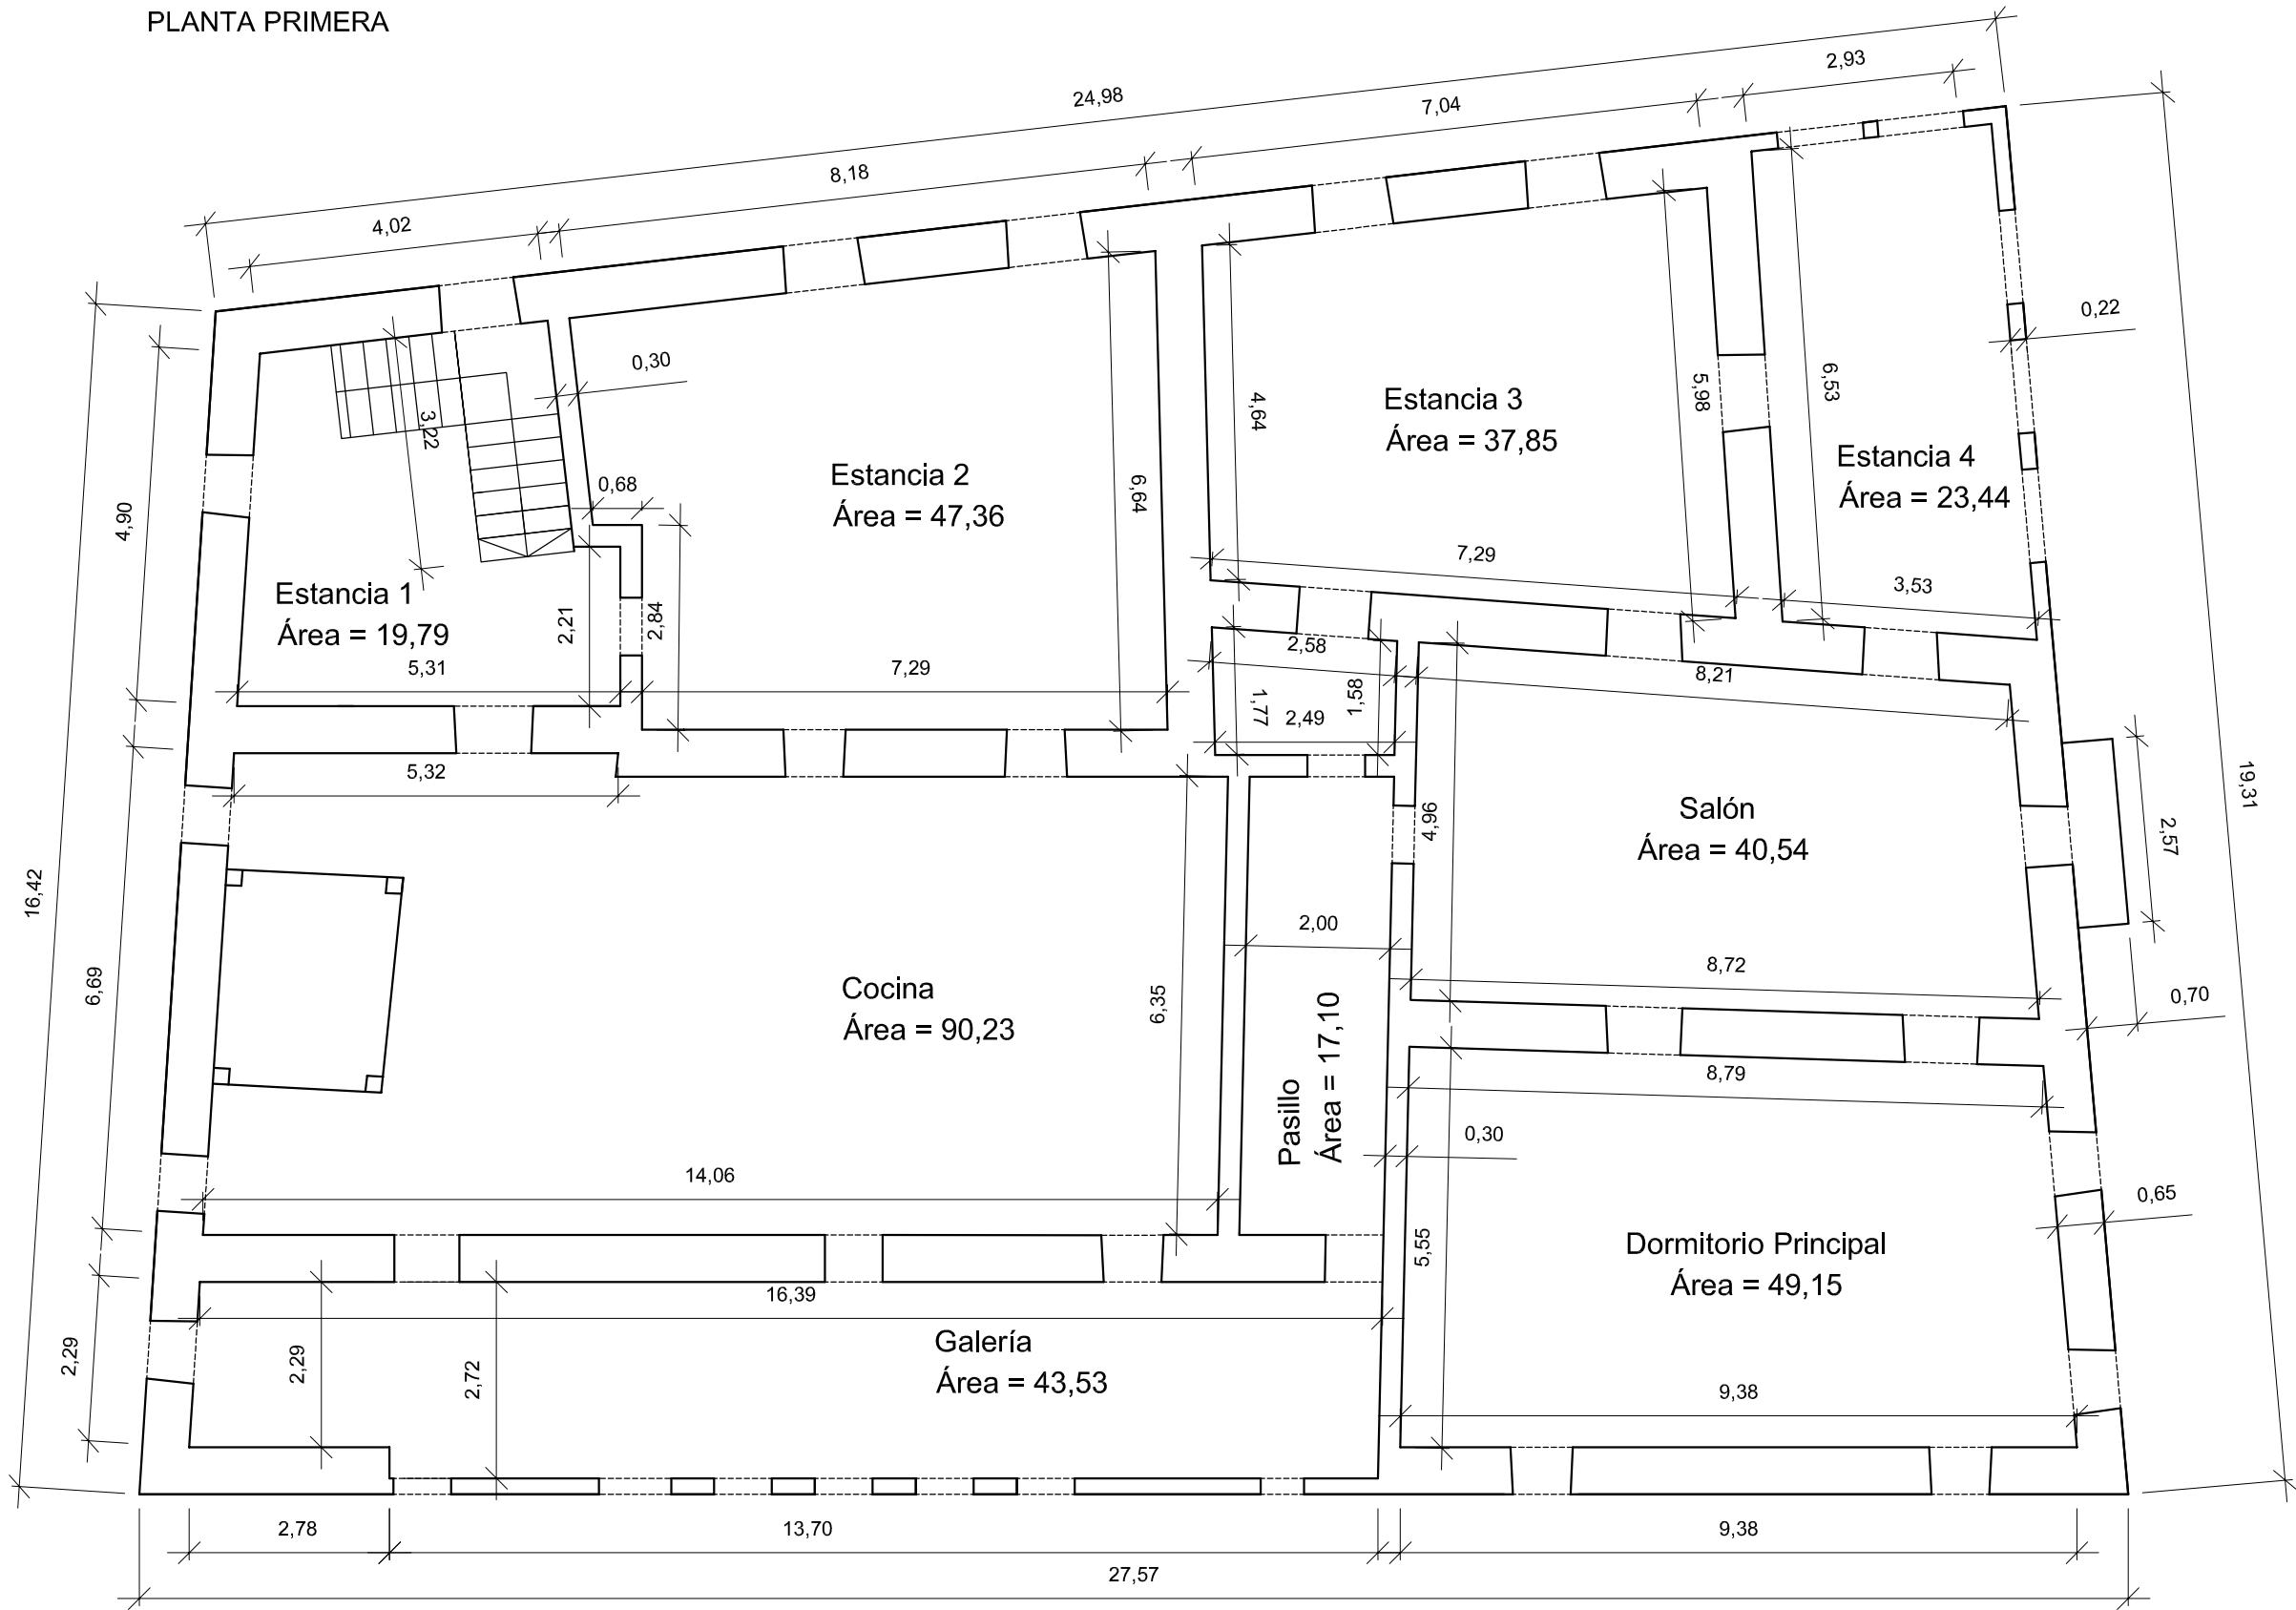 PLANTA PRIMERA
2,93
24,98
7,04
8,18
4,02
0,22
0,30
6,53
5,98
3,22
4,64
Estancia 3
Área = 37,85
Estancia 4
Área = 23,44
Estancia 2
Área = 47,36
6,64
0,68
4,90
7,29
3,53
Estancia 1
Área = 19,79
2,21
2,84
5,31
7,29
2,58
8,21
1,77
1,58
2,49
5,32
19,31
Salón
Área = 40,54
4,96
2,57
16,42
2,00
8,72
6,69
Cocina
Área = 90,23
6,35
0,70
Pasillo
Área = 17,10
8,79
0,30
14,06
0,65
5,55
Dormitorio Principal
Área = 49,15
16,39
Galería
Área = 43,53
2,29
2,29
2,72
9,38
2,78
13,70
9,38
27,57